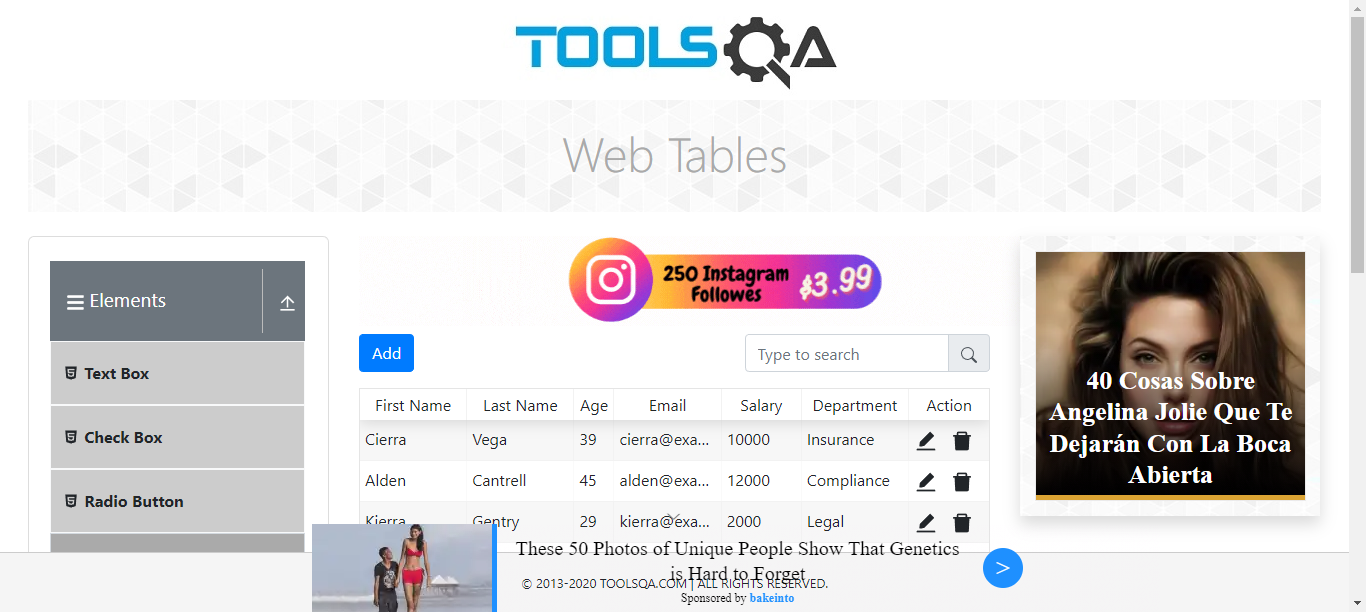 TOOLSQA
Web Tables
Elements
Text Box
Check Box
Radio Button
250 Instagram
Followes
$3.99
Add
Type to search
First Name Last Name Age Email Salary Department Action
Cierra Vega 39 cierra@exa... 10000 Insurance
Alden Cantrell 45 alden@exa... 12000 Compliance
Kierra Gentry 29 kierra@exa... 2000 Legal
40 Cosas Sobre
Angelina Jolie Que Te
Dejarán Con La Boca
Abierta
These 50 Photos of Unique People Show That Genetics
is Hard to Forget
© 2013-2020 TOOLSQA.COM | ALL RIGHTS RESERVED.
Sponsored by bakeinto
>